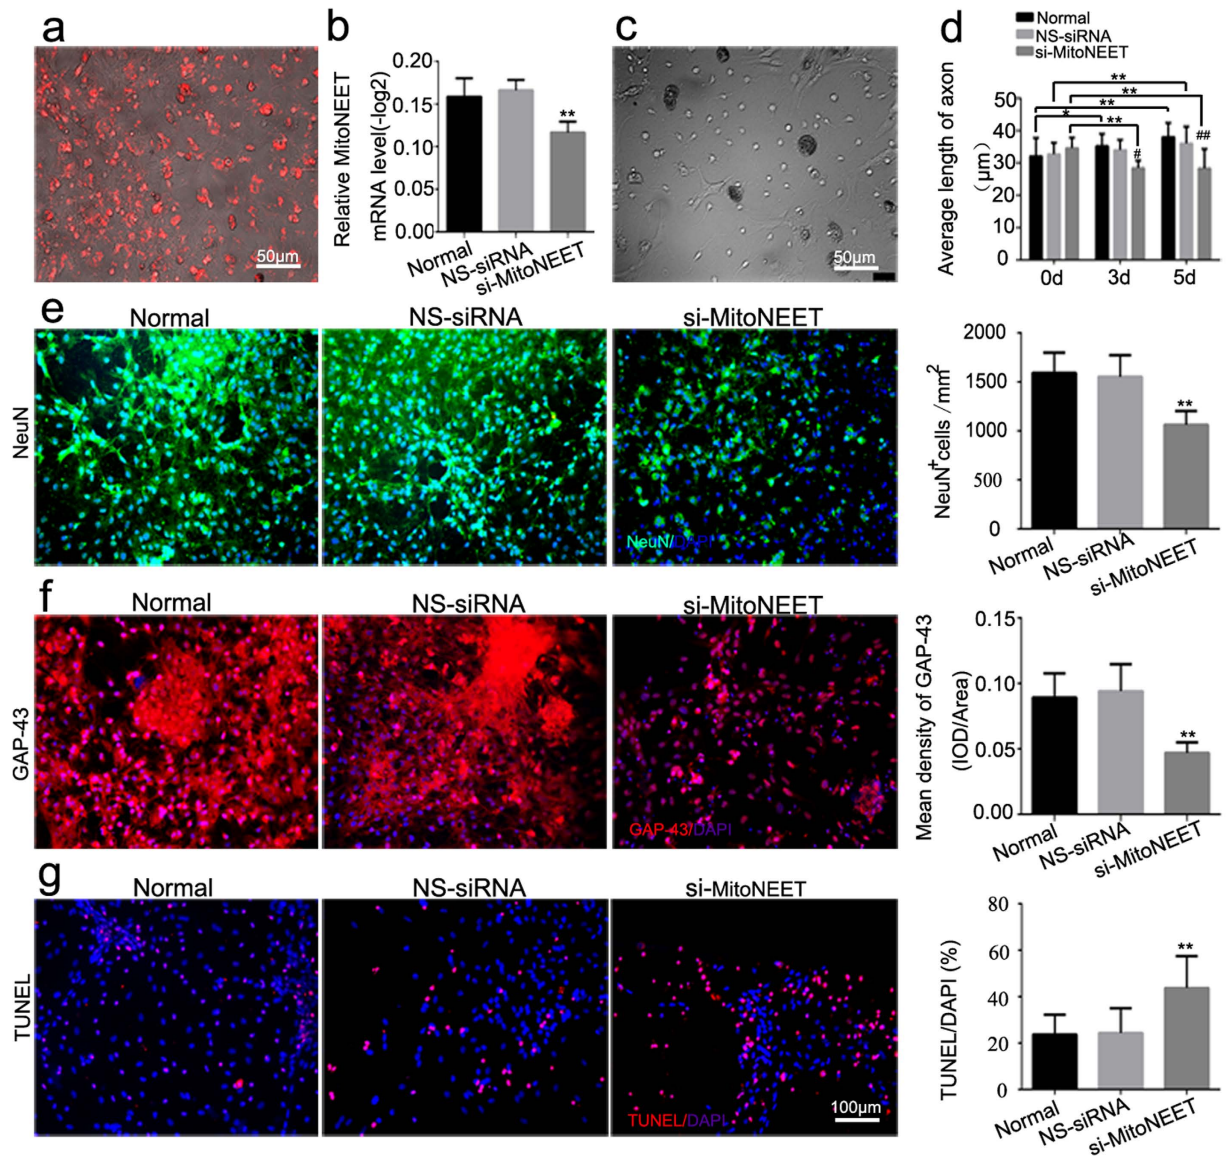 a
50μm
b
Relative MitoNEET
mRNA level(-log2)
0.20
0.15
0.10
0.05
0.00
**
Normal
NS-siRNA
si-MitoNEET
c
50μm
d
Normal
NS-siRNA
si-MitoNEET
Average length of axon
(μm)
50
40
30
20
10
0
**
**
**
*
**
#
##
0d
3d
5d
e
Normal
NS-siRNA
si-MitoNEET
NeuN
NeuN/DAPI
NeuN+cells /mm2
2000
1500
1000
500
0
**
Normal
NS-siRNA
si-MitoNEET
f
Normal
NS-siRNA
si-MitoNEET
GAP-43
GAP-43/DAPI
Mean density of GAP-43
(IOD/Area)
0.15
0.10
0.05
0.00
**
Normal
NS-siRNA
si-MitoNEET
g
Normal
NS-siRNA
si-MitoNEET
TUNEL
TUNEL/DAPI
100μm
TUNEL/DAPI (%)
80
60
40
20
0
**
Normal
NS-siRNA
si-MitoNEET